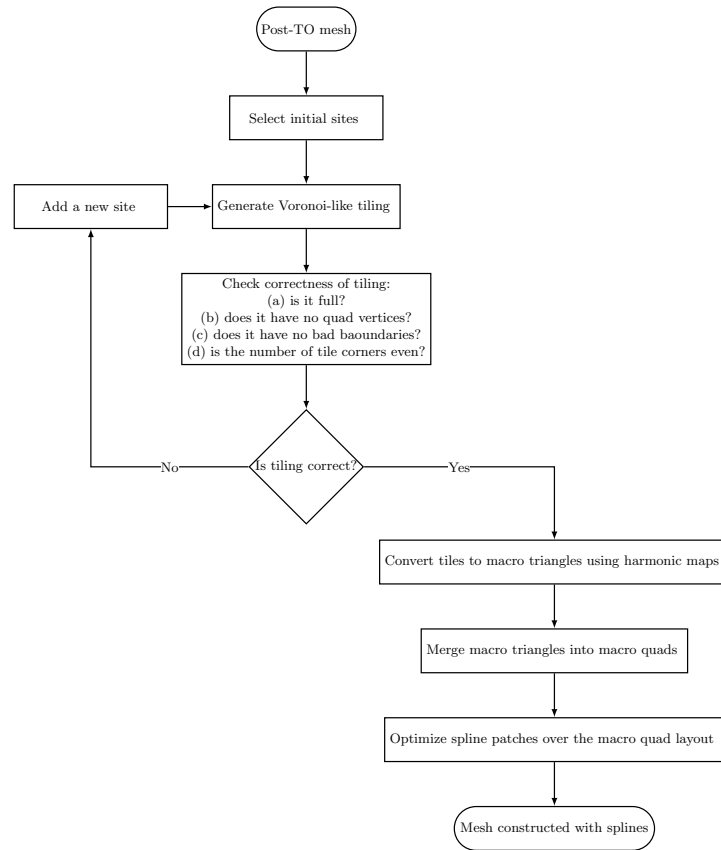 Post-TO mesh
Select initial sites
Add a new site
Generate Voronoi-like tiling
Check correctness of tiling:
(a) is it full?
(b) does it have no quad vertices?
(c) does it have no bad baoundaries?
(d) is the number of tile corners even?
Is tiling correct?
No
Yes
Convert tiles to macro triangles using harmonic maps
Merge macro triangles into macro quads
Optimize spline patches over the macro quad layout
Mesh constructed with splines